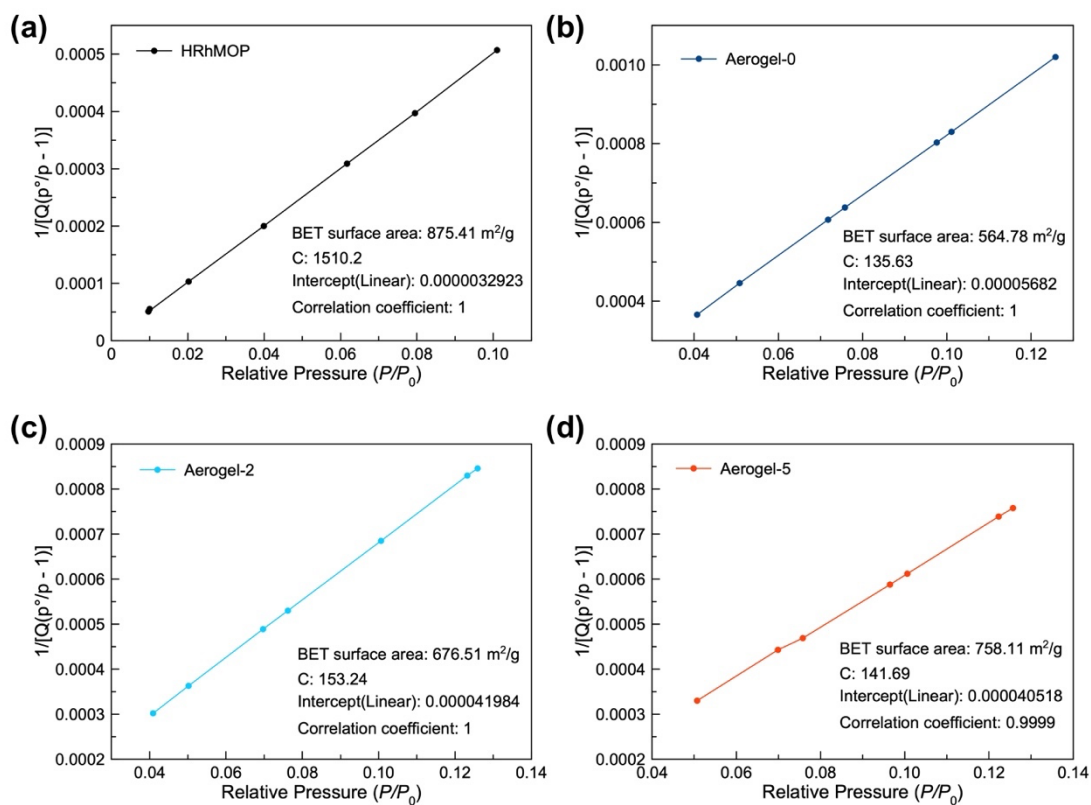 (a)
HRhMOP
1/[Q(p°/p - 1)]
0.0005
0.0004
0.0003
0.0002
0.0001
0
BET surface area: 875.41 m²/g
C: 1510.2
Intercept(Linear): 0.0000032923
Correlation coefficient: 1
0 0.02 0.04 0.06 0.08 0.10
Relative Pressure (P/P₀)
(b)
Aerogel-0
1/[Q(p°/p - 1)]
0.0010
0.0008
0.0006
0.0004
BET surface area: 564.78 m²/g
C: 135.63
Intercept(Linear): 0.00005682
Correlation coefficient: 1
0.04 0.06 0.08 0.10 0.12
Relative Pressure (P/P₀)
(c)
Aerogel-2
1/[Q(p°/p - 1)]
0.0009
0.0008
0.0007
0.0006
0.0005
0.0004
0.0003
0.0002
BET surface area: 676.51 m²/g
C: 153.24
Intercept(Linear): 0.000041984
Correlation coefficient: 1
0.04 0.06 0.08 0.10 0.12 0.14
Relative Pressure (P/P₀)
(d)
Aerogel-5
1/[Q(p°/p - 1)]
0.0009
0.0008
0.0007
0.0006
0.0005
0.0004
0.0003
0.0002
BET surface area: 758.11 m²/g
C: 141.69
Intercept(Linear): 0.000040518
Correlation coefficient: 0.9999
0.04 0.06 0.08 0.10 0.12 0.14
Relative Pressure (P/P₀)